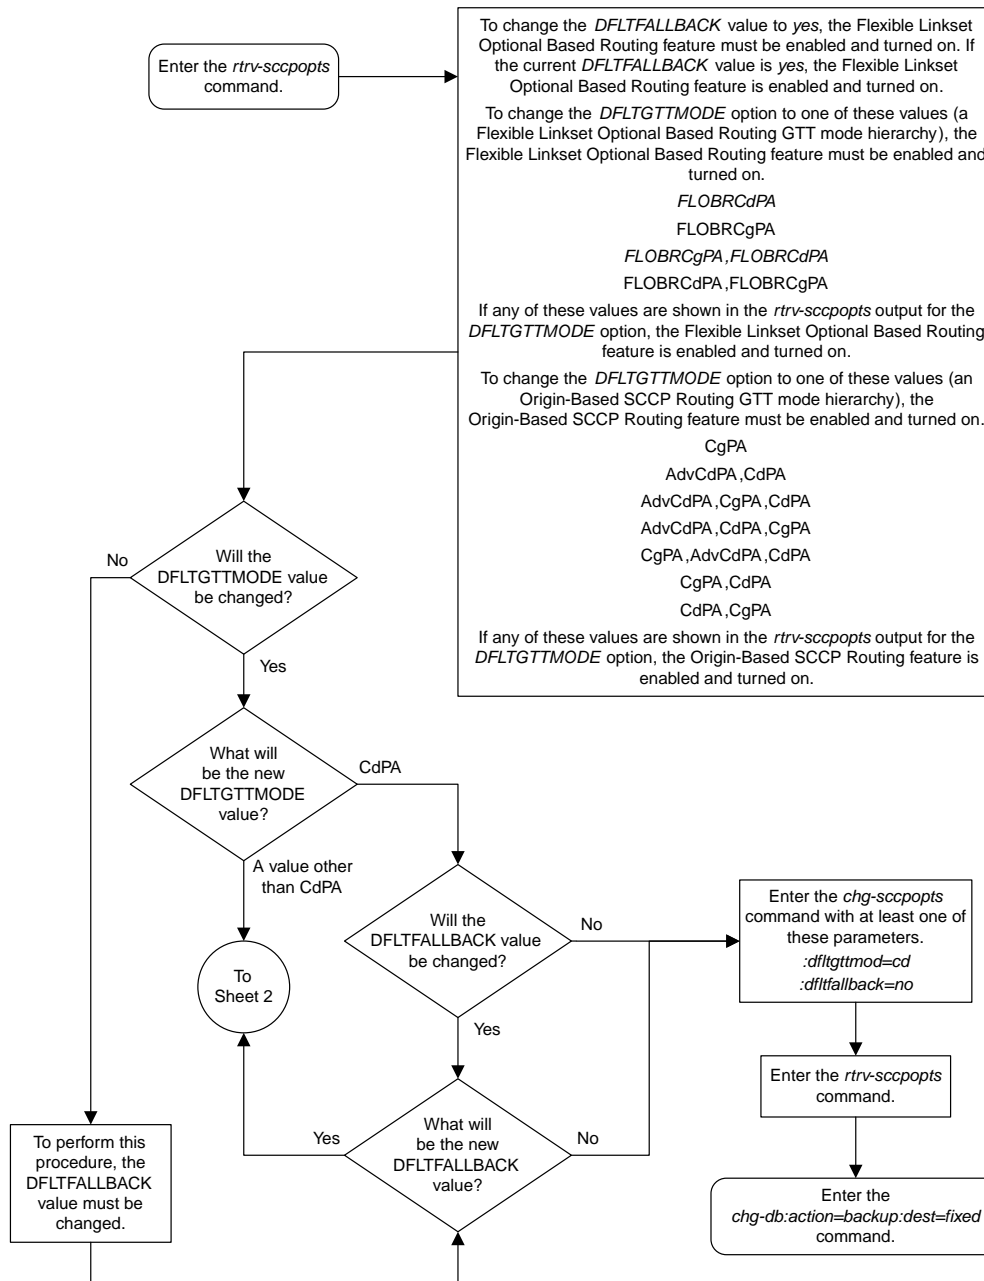 Enter the rtrv-sccpopts
command.
To change the DFLTFALLBACK value to yes, the Flexible Linkset
Optional Based Routing feature must be enabled and turned on. If
the current DFLTFALLBACK value is yes, the Flexible Linkset
Optional Based Routing feature is enabled and turned on.
To change the DFLTGTTMODE option to one of these values (a
Flexible Linkset Optional Based Routing GTT mode hierarchy), the
Flexible Linkset Optional Based Routing feature must be enabled and
turned on.
FLOBRCdPA
FLOBRCgPA
FLOBRCgPA,FLOBRCdPA
FLOBRCdPA,FLOBRCgPA
If any of these values are shown in the rtrv-sccpopts output for the
DFLTGTTMODE option, the Flexible Linkset Optional Based Routing
feature is enabled and turned on.
To change the DFLTGTTMODE option to one of these values (an
Origin-Based SCCP Routing GTT mode hierarchy), the
Origin-Based SCCP Routing feature must be enabled and turned on.
CgPA
AdvCdPA,CdPA
AdvCdPA,CgPA,CdPA
AdvCdPA,CdPA,CgPA
CgPA,AdvCdPA,CdPA
CgPA,CdPA
CdPA,CgPA
If any of these values are shown in the rtrv-sccpopts output for the
DFLTGTTMODE option, the Origin-Based SCCP Routing feature is
enabled and turned on.
No
Will the
DFLTGTTMODE value
be changed?
Yes
What will
be the new
DFLTGTTMODE
value?
CdPA
A value other
than CdPA
To
Sheet 2
Will the
DFLTFALLBACK value
be changed?
No
Yes
Enter the chg-sccpopts
command with at least one of
these parameters.
:dfltgttmod=cd
:dfltfallback=no
Enter the rtrv-sccpopts
command.
Yes
What will
be the new
DFLTFALLBACK
value?
No
To perform this
procedure, the
DFLTFALLBACK
value must be
changed.
Enter the
chg-db:action=backup:dest=fixed
command.